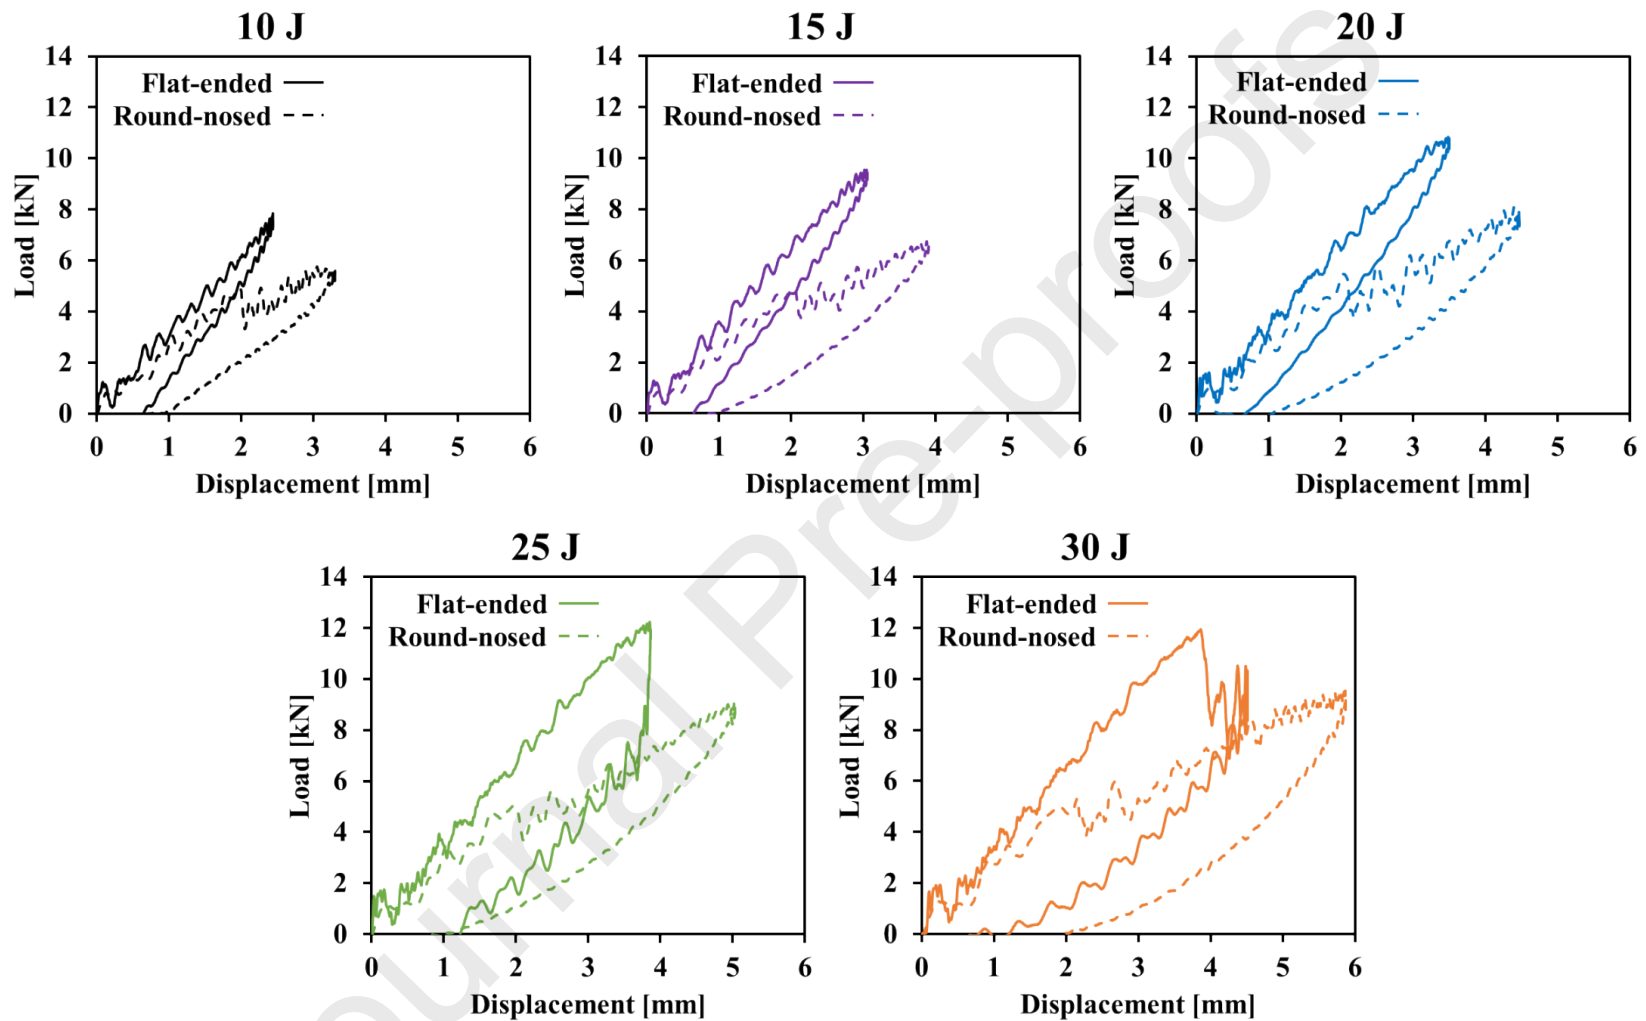 10 J
14
12
10
8
6
4
2
0
Load [kN]
Flat-ended
Round-nosed
0 1 2 3 4 5 6
Displacement [mm]
15 J
14
12
10
8
6
4
2
0
Load [kN]
Flat-ended
Round-nosed
0 1 2 3 4 5 6
Displacement [mm]
20 J
14
12
10
8
6
4
2
0
Load [kN]
Flat-ended
Round-nosed
0 1 2 3 4 5 6
Displacement [mm]
25 J
14
12
10
8
6
4
2
0
Load [kN]
Flat-ended
Round-nosed
0 1 2 3 4 5 6
Displacement [mm]
30 J
14
12
10
8
6
4
2
0
Load [kN]
Flat-ended
Round-nosed
0 1 2 3 4 5 6
Displacement [mm]
ournal Pre-proofs